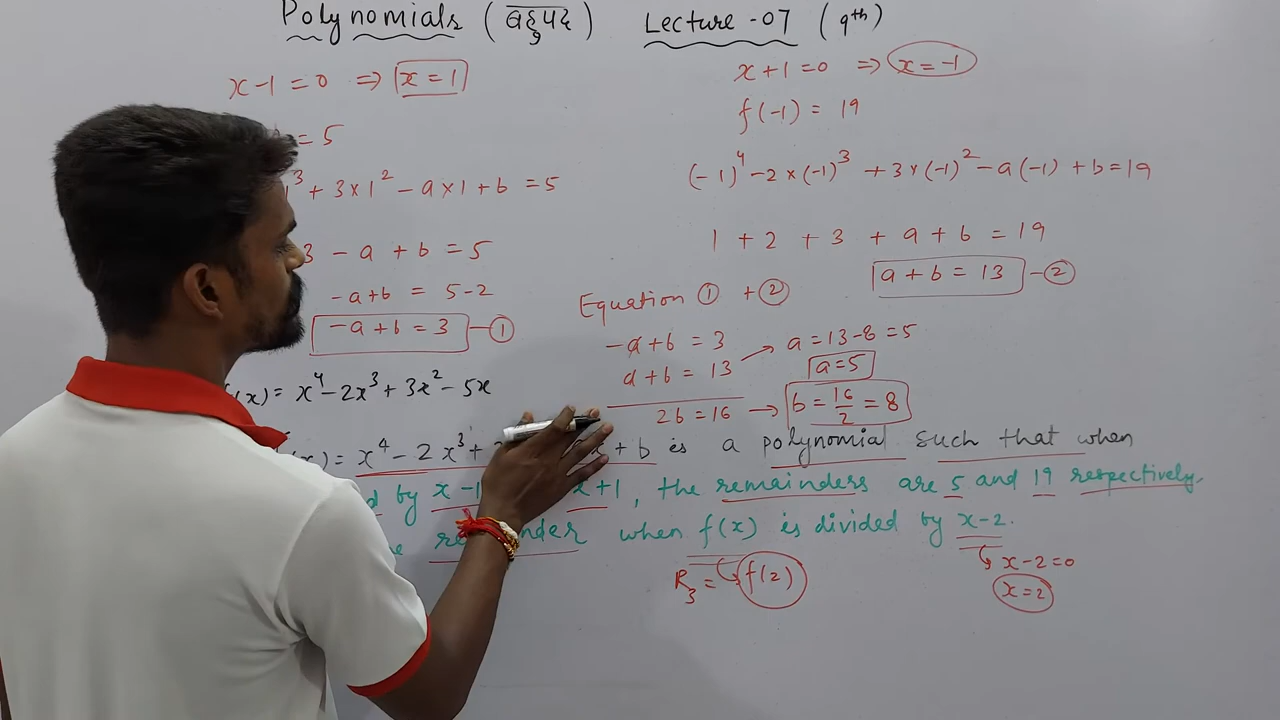 Polynomials (बहुपद) Lecture-07 (9th)
x-1=0 ⇒ x=1
= 5
1³ + 3×1² - a×1 + b = 5
3 - a + b = 5
-a+b = 5-2
-a+b = 3 -①
f(x) = x⁴-2x³+3x²-5x
x+1=0 ⇒ x=-1
f(-1) = 19
(-1)⁴-2×(-1)³ +3×(-1)²-a(-1)+b=19
1 + 2 + 3 + a + b = 19
a+b = 13 -②
Equation ① + ②
-a+b = 3
a+b = 13
2b = 16 → b = 16/2 = 8
→ a=13-8=5
a=5
(x) = x⁴-2x³+ x+b is a polynomial such that when
d by x-1 x+1, the remainders are 5 and 19 respectively.
nder when f(x) is divided by x-2.
R₃ = f(2)
x-2=0
x=2